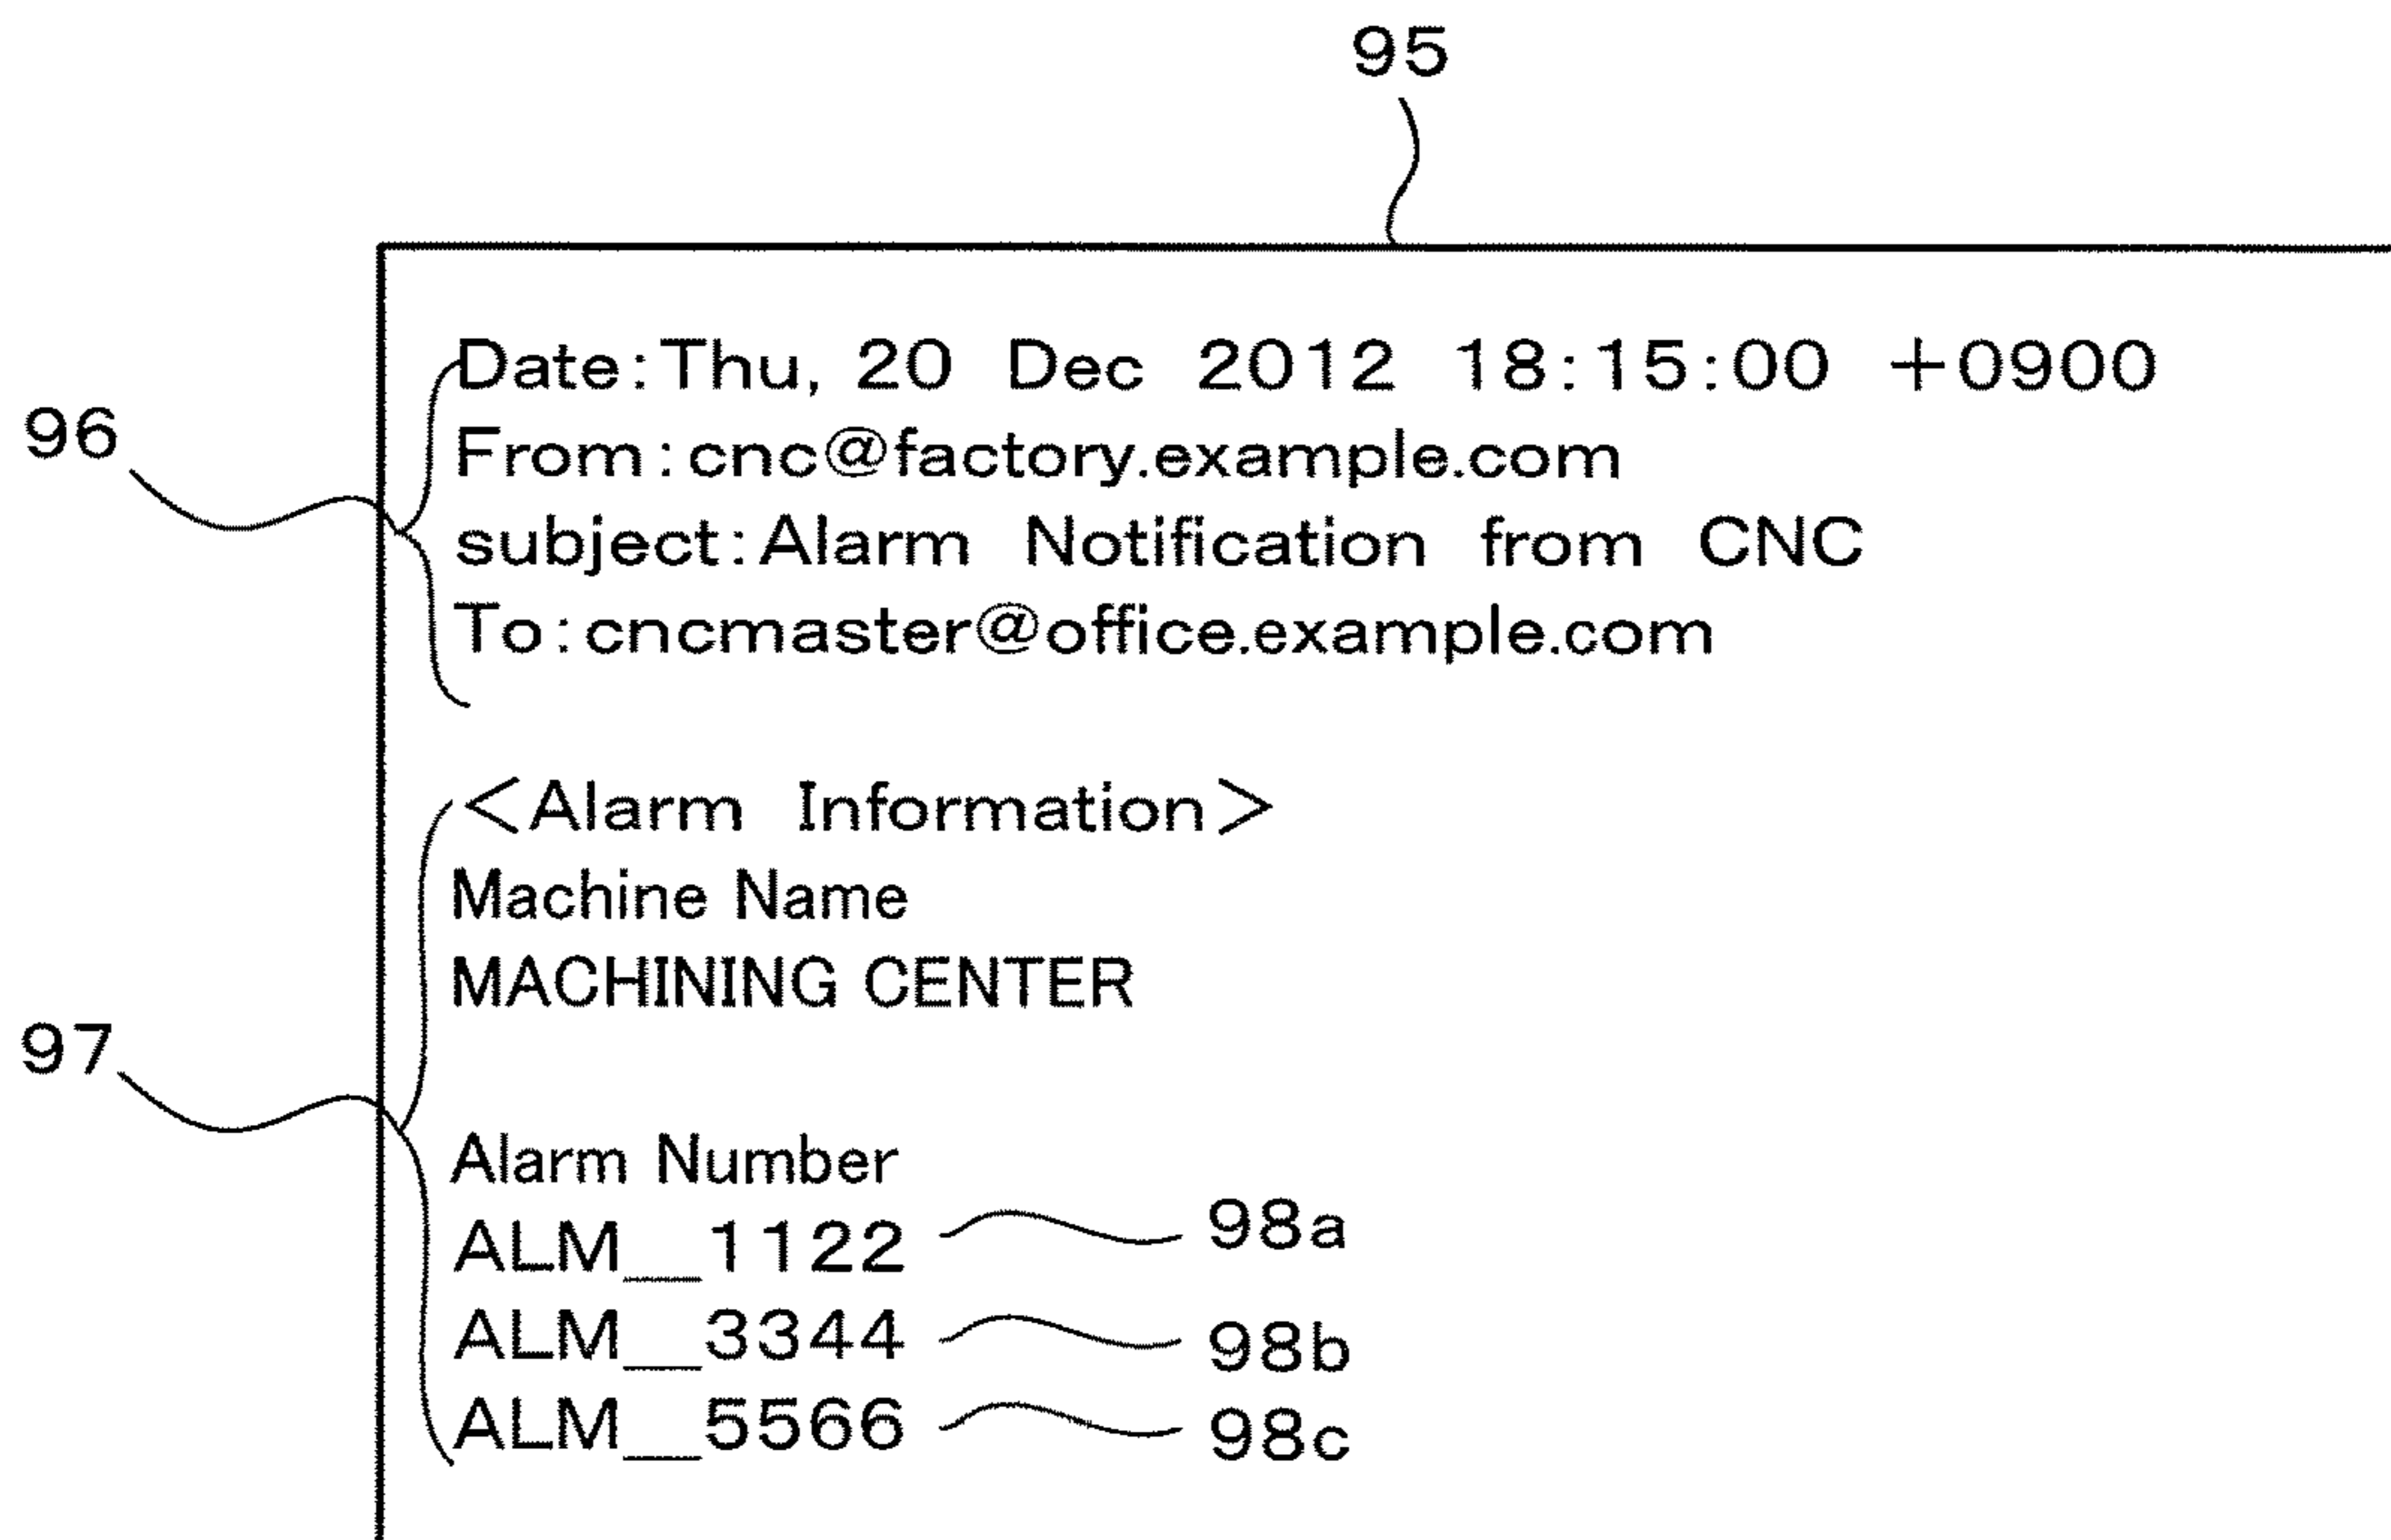 95
96
Date:Thu, 20 Dec 2012 18:15:00 +0900
From:cnc@factory.example.com
subject:Alarm Notification from CNC
To:cncmaster@office.example.com
<Alarm Information>
Machine Name
MACHINING CENTER
97
Alarm Number
ALM__1122 98a
ALM__3344 98b
ALM__5566 98c